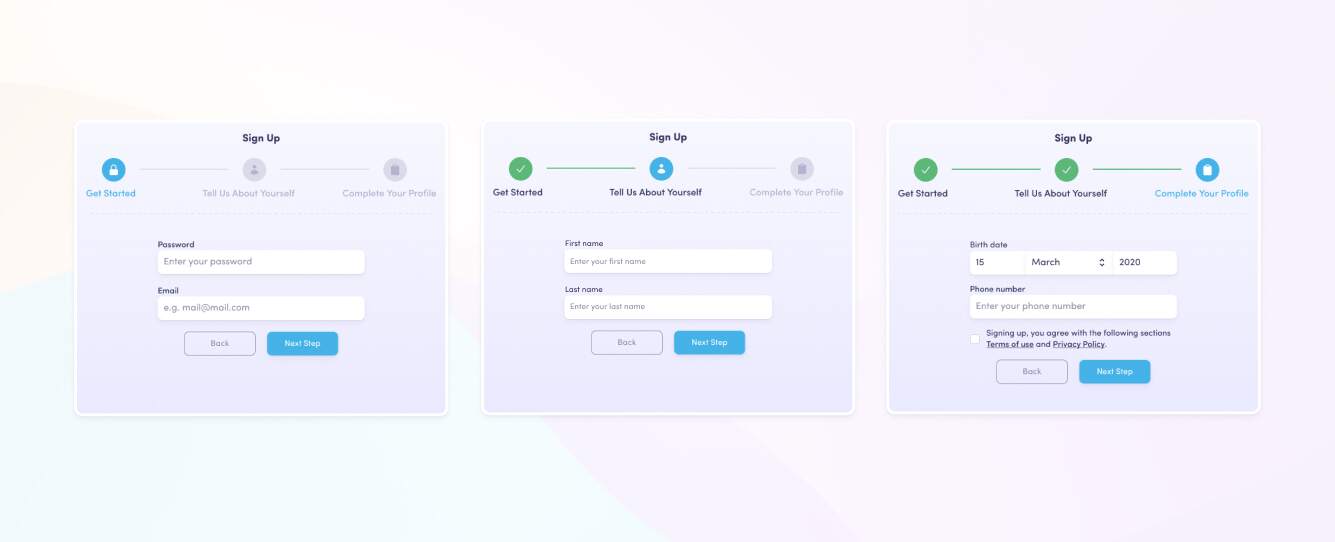 Sign Up
Get Started
Tell Us About Yourself
Complete Your Profile
Password
Enter your password
Email
e.g. mail@mail.com
Back
Next Step
Sign Up
Get Started
Tell Us About Yourself
Complete Your Profile
First name
Enter your first name
Last name
Enter your last name
Back
Next Step
Sign Up
Get Started
Tell Us About Yourself
Complete Your Profile
Birth date
15
March
2020
Phone number
Enter your phone number
Signing up, you agree with the following sections
Terms of use and Privacy Policy.
Back
Next Step